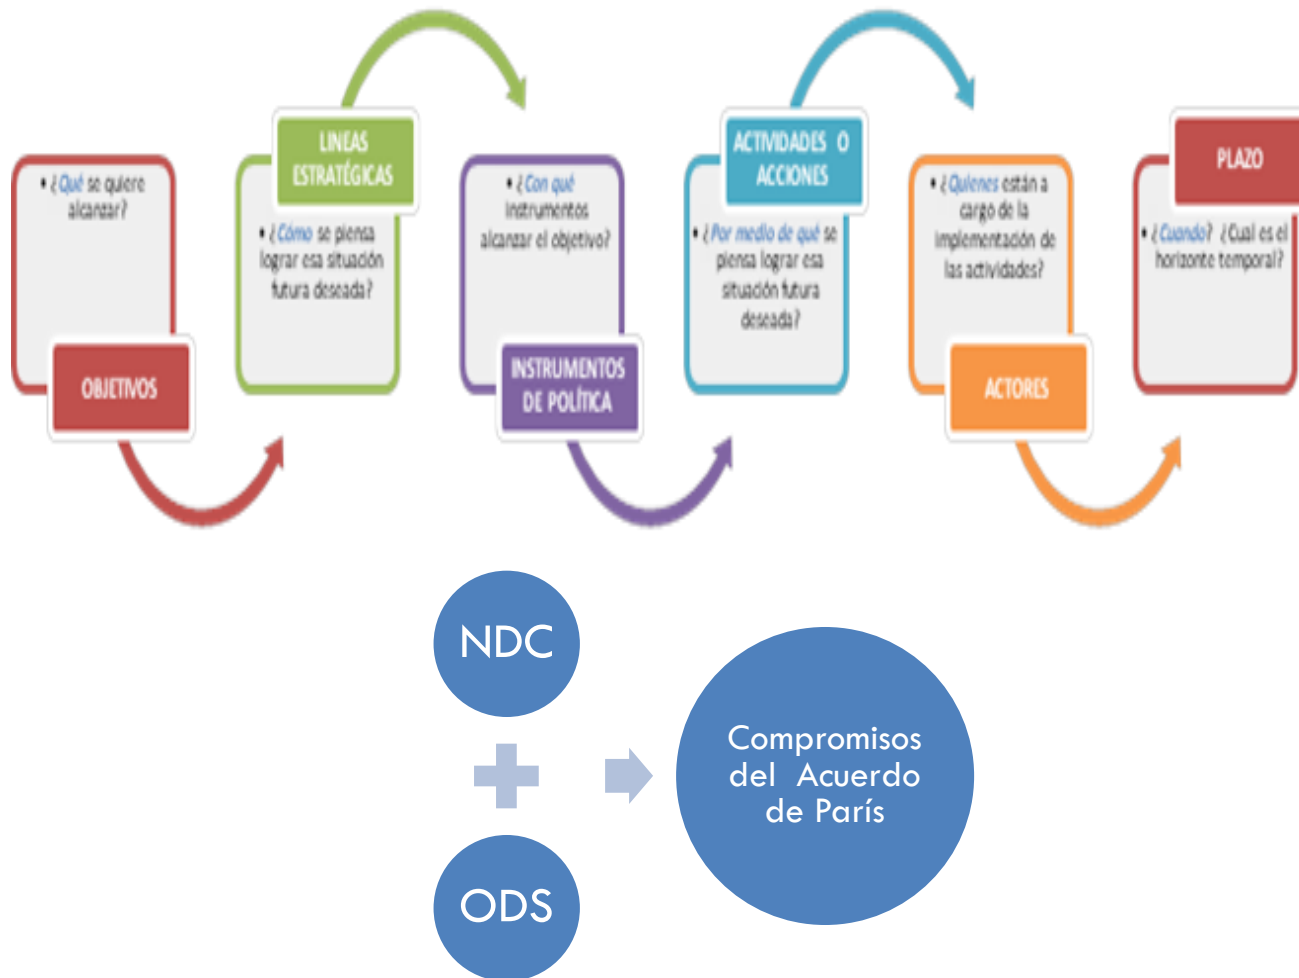 • ¿Qué se quiere
alcanzar?
OBJETIVOS
LINEAS
ESTRATÉGICAS
• ¿Cómo se piensa
lograr esa situación
futura deseada?
• ¿Con qué
instrumentos
alcanzar el objetivo?
INSTRUMENTOS
DE POLÍTICA
ACTIVIDADES O
ACCIONES
• ¿Por medio de qué se
piensa lograr esa
situación futura
deseada?
• ¿Quienes están a
cargo de la
implementación de
las actividades?
ACTORES
PLAZO
• ¿Cuando? ¿Cual es el
horizonte temporal?
NDC
ODS
Compromisos
del Acuerdo
de París